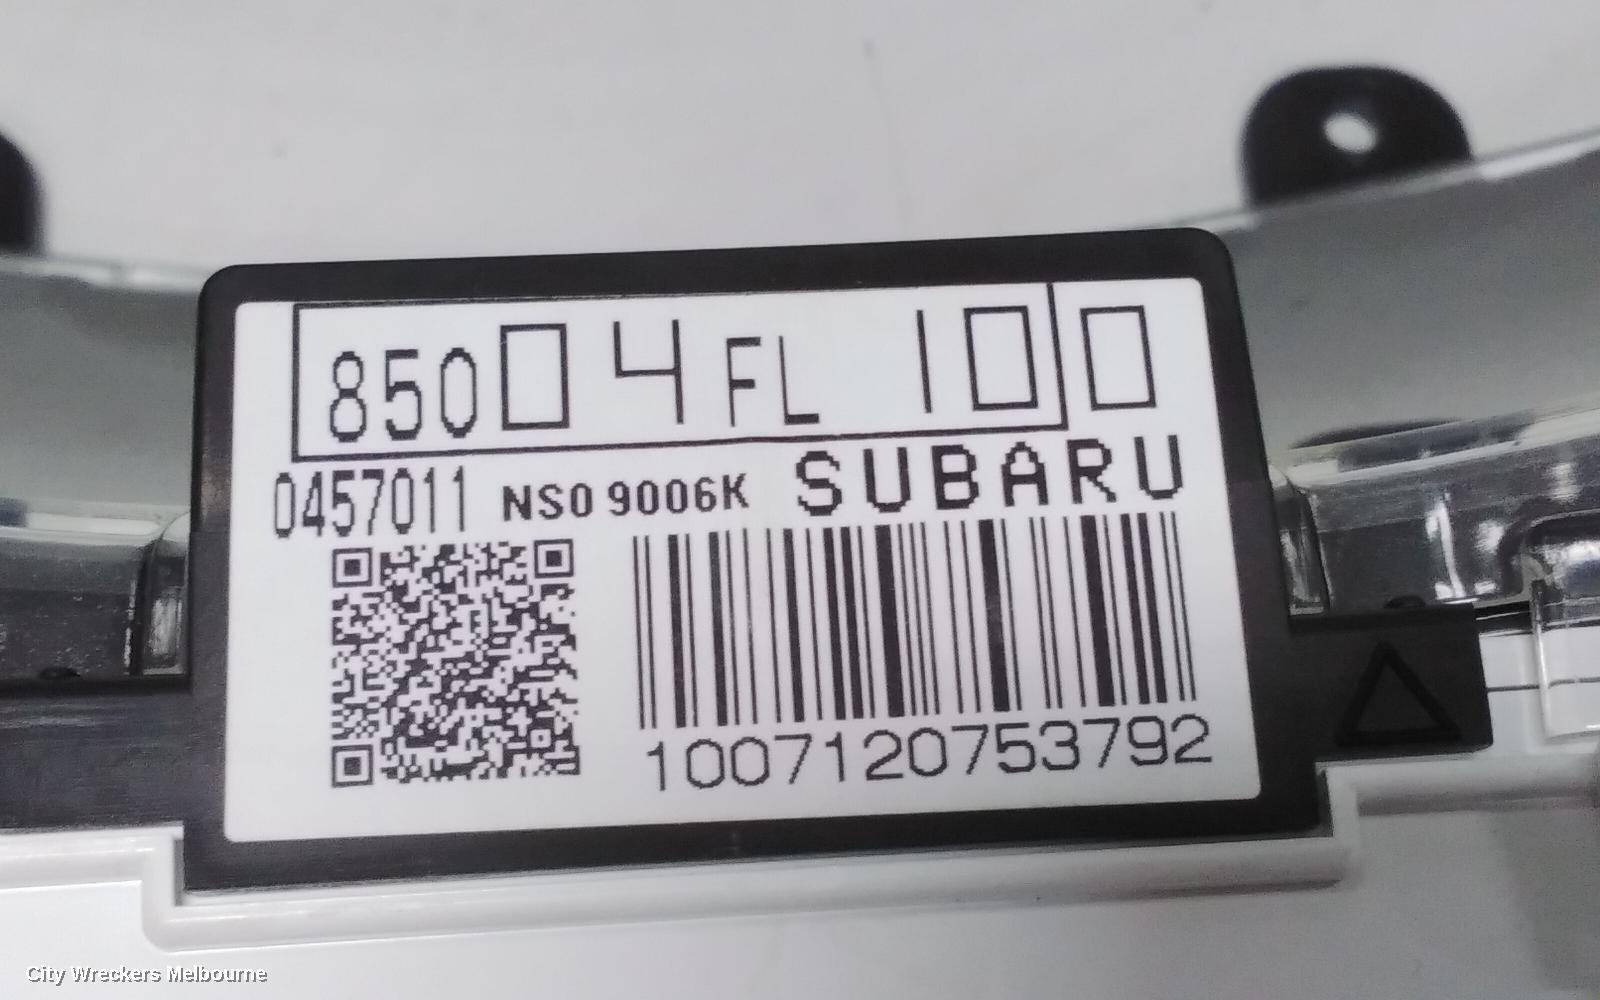 85004FL100
0457011 NS0 9006K SUBARU
1007120753792
City Wreckers Melbourne